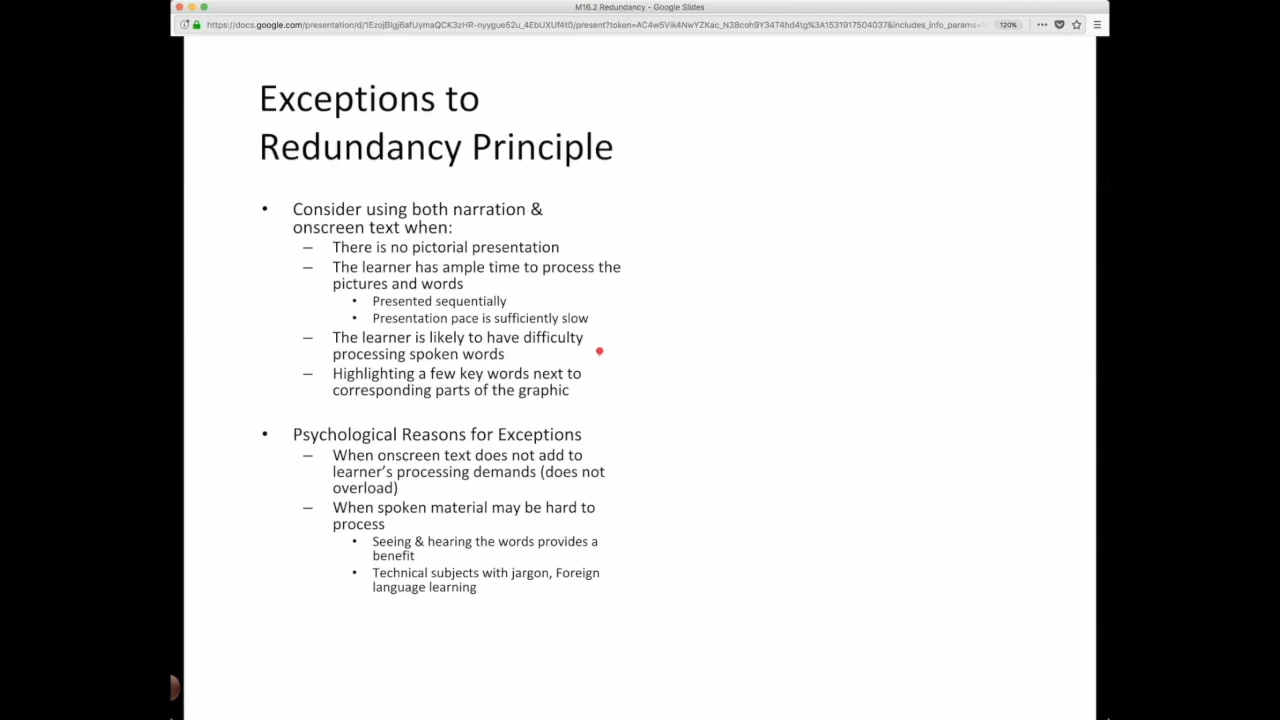 M16.2 Redundancy - Google Slides
120%
Exceptions to
Redundancy Principle
• Consider using both narration &
onscreen text when:
– There is no pictorial presentation
– The learner has ample time to process the
pictures and words
• Presented sequentially
• Presentation pace is sufficiently slow
– The learner is likely to have difficulty
processing spoken words
– Highlighting a few key words next to
corresponding parts of the graphic
• Psychological Reasons for Exceptions
– When onscreen text does not add to
learner's processing demands (does not
overload)
– When spoken material may be hard to
process
• Seeing & hearing the words provides a
benefit
• Technical subjects with jargon, Foreign
language learning